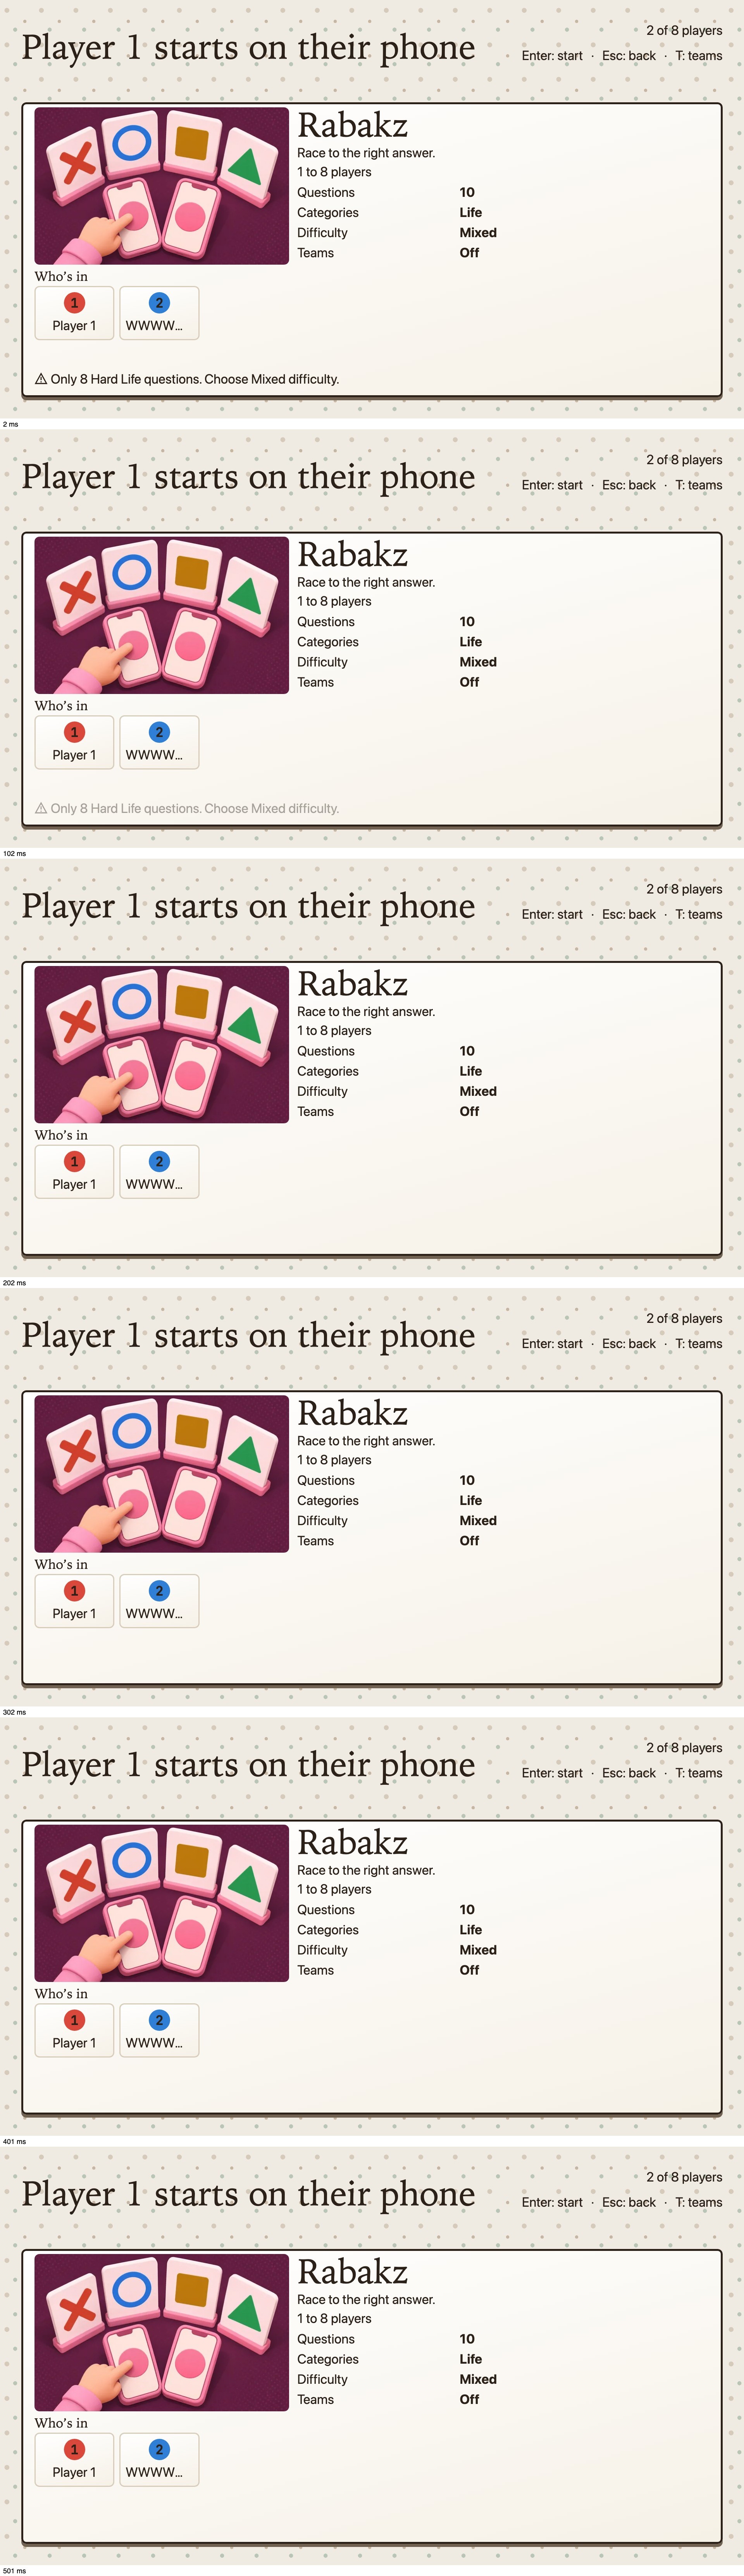 Player 1 starts on their phone
2 of 8 players
Enter: start · Esc: back · T: teams
Rabakz
Race to the right answer.
1 to 8 players
Questions 10
Categories Life
Difficulty Mixed
Teams Off
Who's in
1 2
Player 1 WWWW...
⚠ Only 8 Hard Life questions. Choose Mixed difficulty.
2 ms
Player 1 starts on their phone
2 of 8 players
Enter: start · Esc: back · T: teams
Rabakz
Race to the right answer.
1 to 8 players
Questions 10
Categories Life
Difficulty Mixed
Teams Off
Who's in
1 2
Player 1 WWWW...
⚠ Only 8 Hard Life questions. Choose Mixed difficulty.
102 ms
Player 1 starts on their phone
2 of 8 players
Enter: start · Esc: back · T: teams
Rabakz
Race to the right answer.
1 to 8 players
Questions 10
Categories Life
Difficulty Mixed
Teams Off
Who's in
1 2
Player 1 WWWW...
202 ms
Player 1 starts on their phone
2 of 8 players
Enter: start · Esc: back · T: teams
Rabakz
Race to the right answer.
1 to 8 players
Questions 10
Categories Life
Difficulty Mixed
Teams Off
Who's in
1 2
Player 1 WWWW...
302 ms
Player 1 starts on their phone
2 of 8 players
Enter: start · Esc: back · T: teams
Rabakz
Race to the right answer.
1 to 8 players
Questions 10
Categories Life
Difficulty Mixed
Teams Off
Who's in
1 2
Player 1 WWWW...
401 ms
Player 1 starts on their phone
2 of 8 players
Enter: start · Esc: back · T: teams
Rabakz
Race to the right answer.
1 to 8 players
Questions 10
Categories Life
Difficulty Mixed
Teams Off
Who's in
1 2
Player 1 WWWW...
501 ms